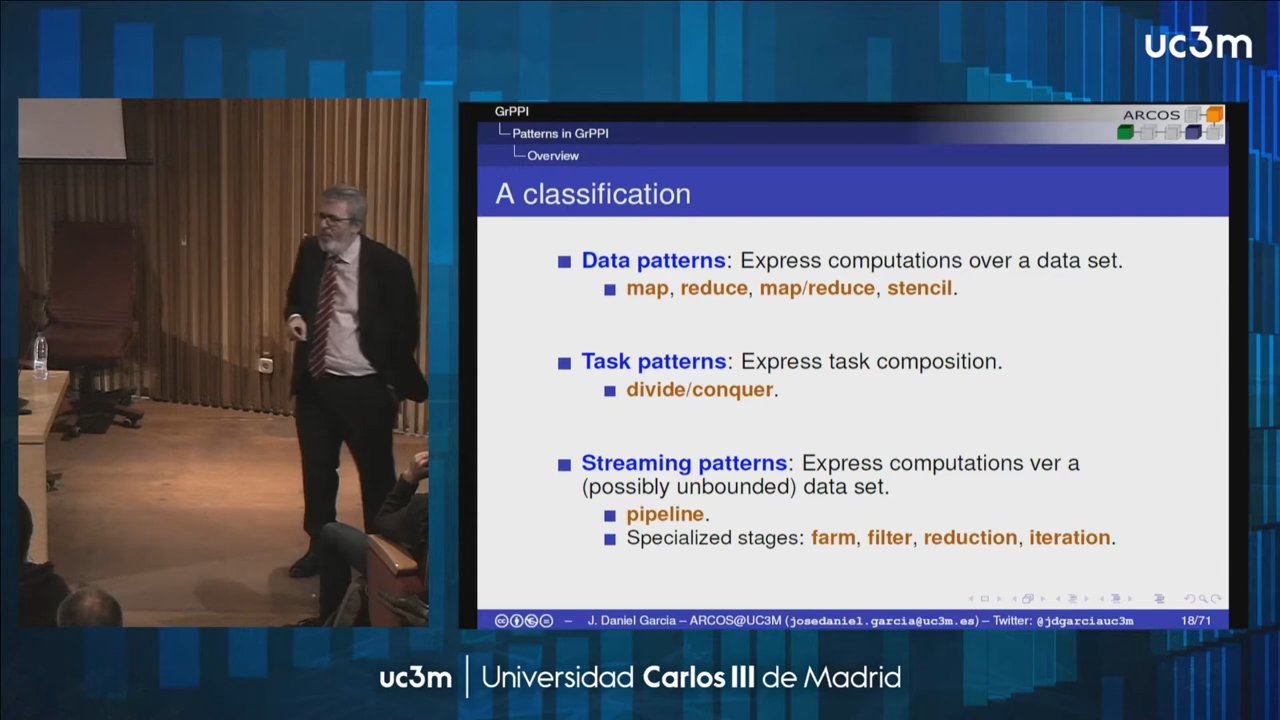 uc3m
GrPPI
Patterns in GrPPI
Overview
ARCOS
A classification
Data patterns: Express computations over a data set.
map, reduce, map/reduce, stencil.
Task patterns: Express task composition.
divide/conquer.
Streaming patterns: Express computations ver a
(possibly unbounded) data set.
pipeline.
Specialized stages: farm, filter, reduction, iteration.
– J. Daniel Garcia – ARCOS@UC3M (josedaniel.garcia@uc3m.es) – Twitter: @jdgarciauc3m 18/71
uc3m | Universidad Carlos III de Madrid